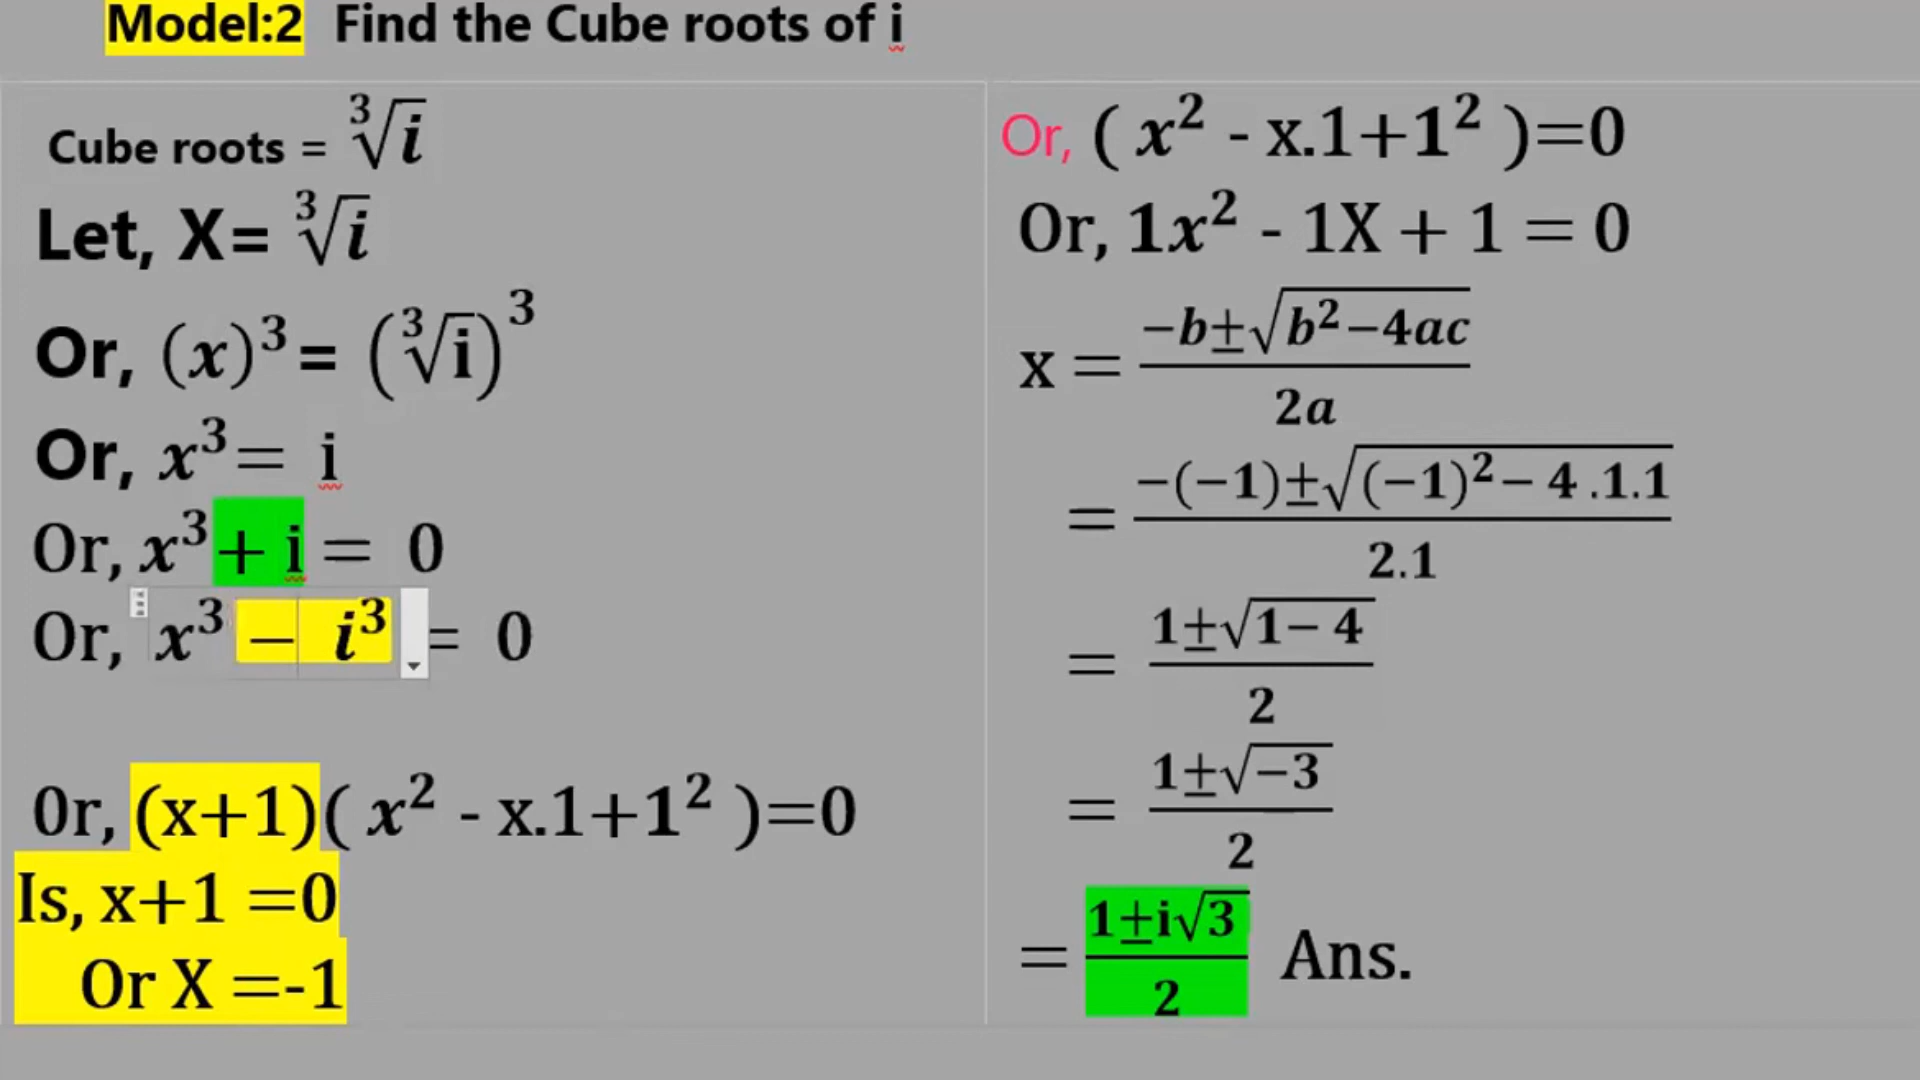 Model:2 Find the Cube roots of i
Cube roots = ∛i
Let, X= ∛i
Or, (x)³= (∛i)³
Or, x³= i
Or, x³+ i = 0
Or, x³ − i³ = 0
Or, (x+1)( x² - x.1+1² )=0
Is, x+1 =0
Or X =-1
Or, ( x² - x.1+1² )=0
Or, 1x² - 1X + 1 = 0
x = (−b±√(b²−4ac))/2a
= (−(−1)±√((−1)²− 4 .1.1))/2.1
= (1±√(1− 4))/2
= (1±√(−3))/2
= (1±i√3)/2 Ans.